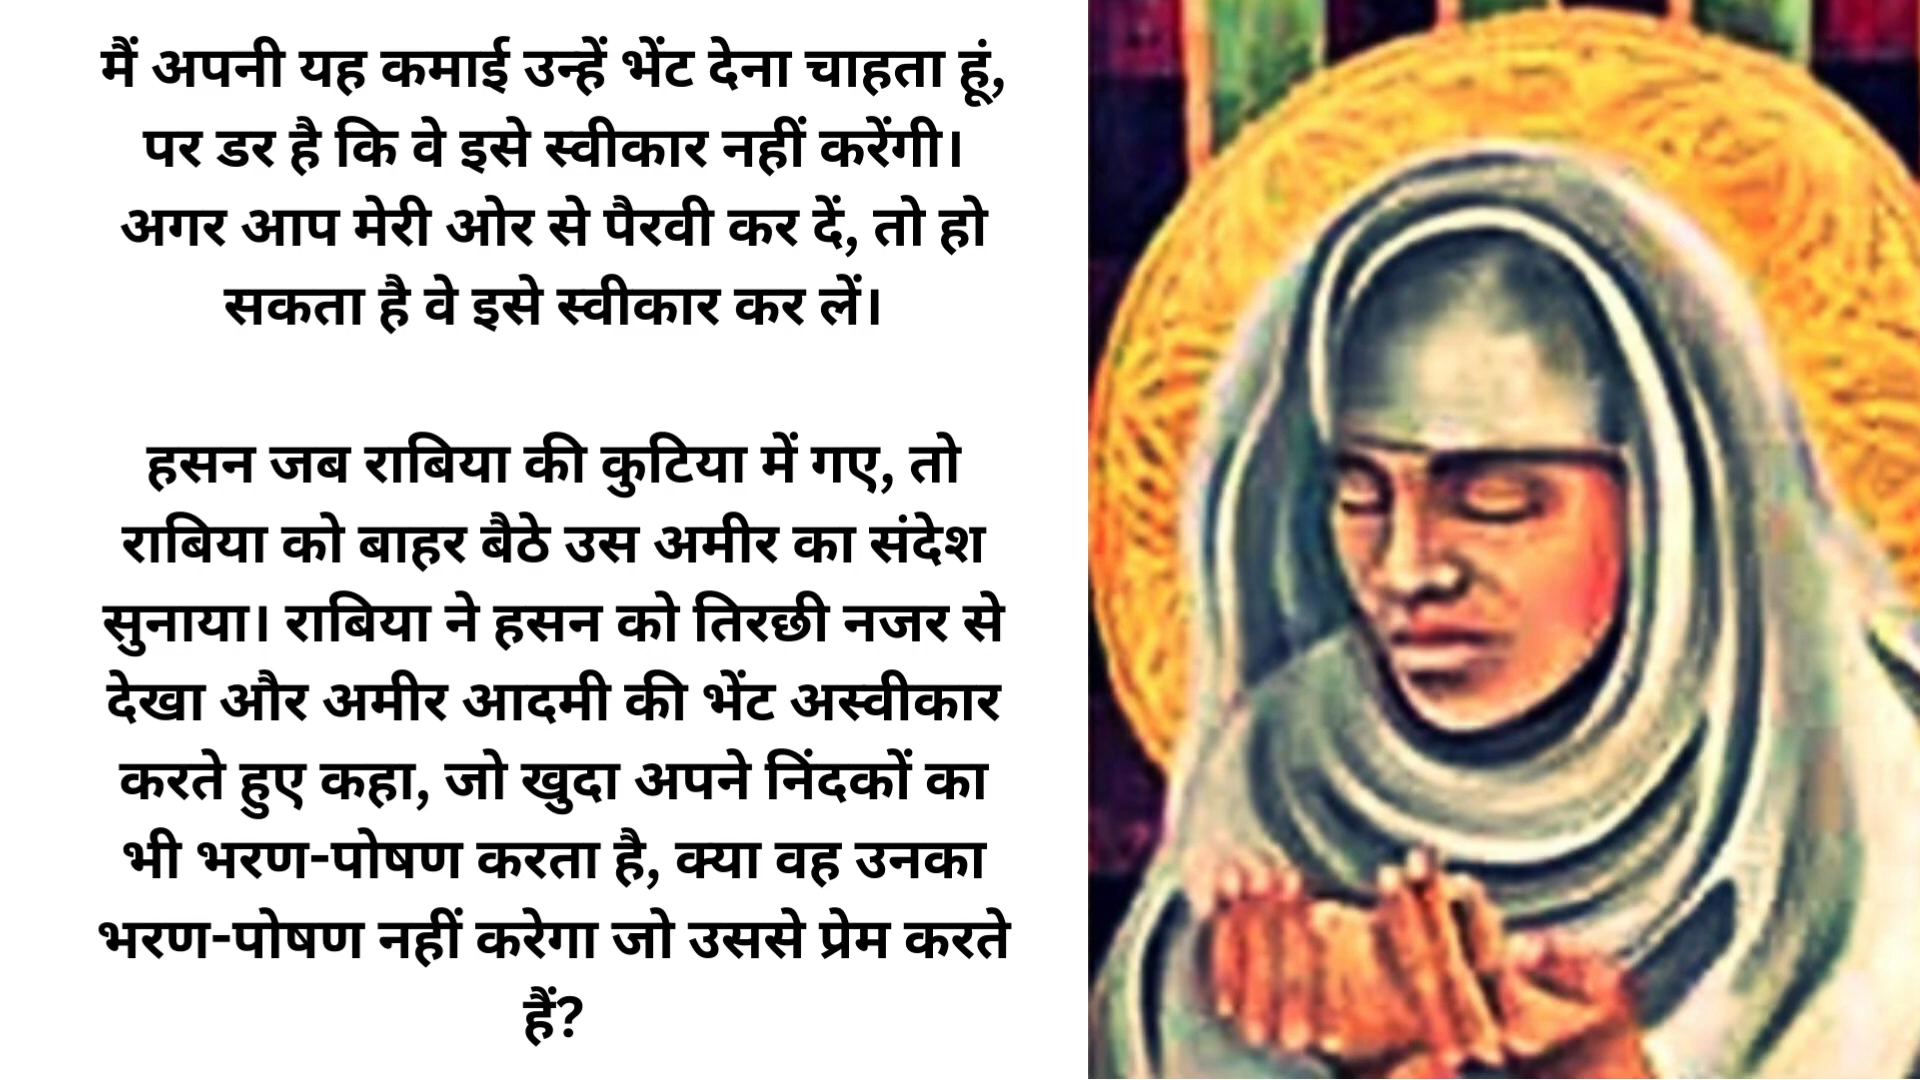 मैं अपनी यह कमाई उन्हें भेंट देना चाहता हूं,
पर डर है कि वे इसे स्वीकार नहीं करेंगी।
अगर आप मेरी ओर से पैरवी कर दें, तो हो
सकता है वे इसे स्वीकार कर लें।
हसन जब राबिया की कुटिया में गए, तो
राबिया को बाहर बैठे उस अमीर का संदेश
सुनाया। राबिया ने हसन को तिरछी नजर से
देखा और अमीर आदमी की भेंट अस्वीकार
करते हुए कहा, जो खुदा अपने निंदकों का
भी भरण-पोषण करता है, क्या वह उनका
भरण-पोषण नहीं करेगा जो उससे प्रेम करते
हैं?